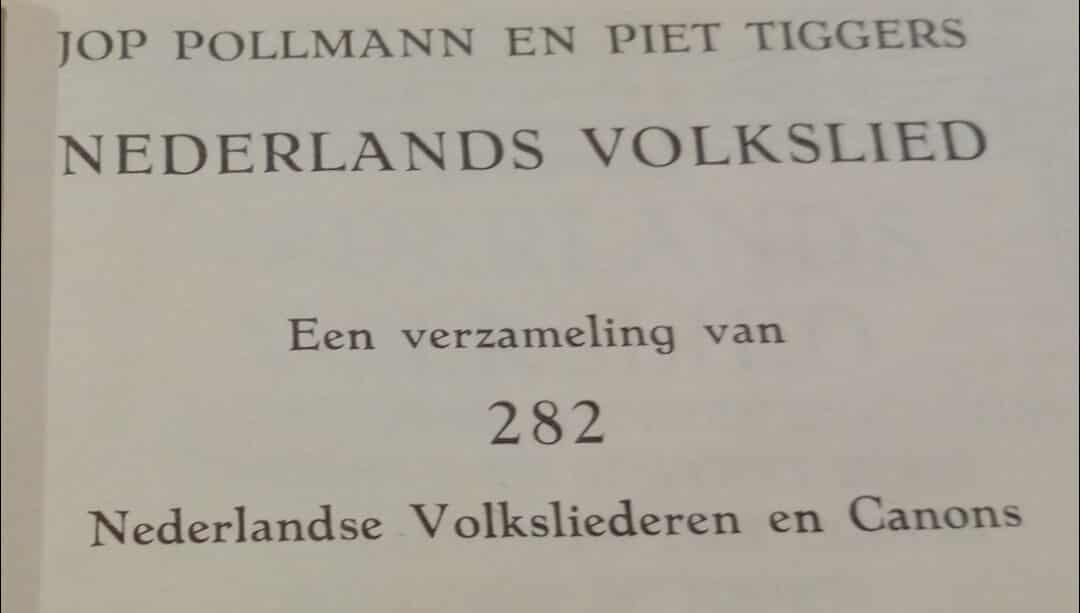 JOP POLLMANN EN PIET TIGGERS
NEDERLANDS VOLKSLIED
Een verzameling van
282
Nederlandse Volksliederen en Canons